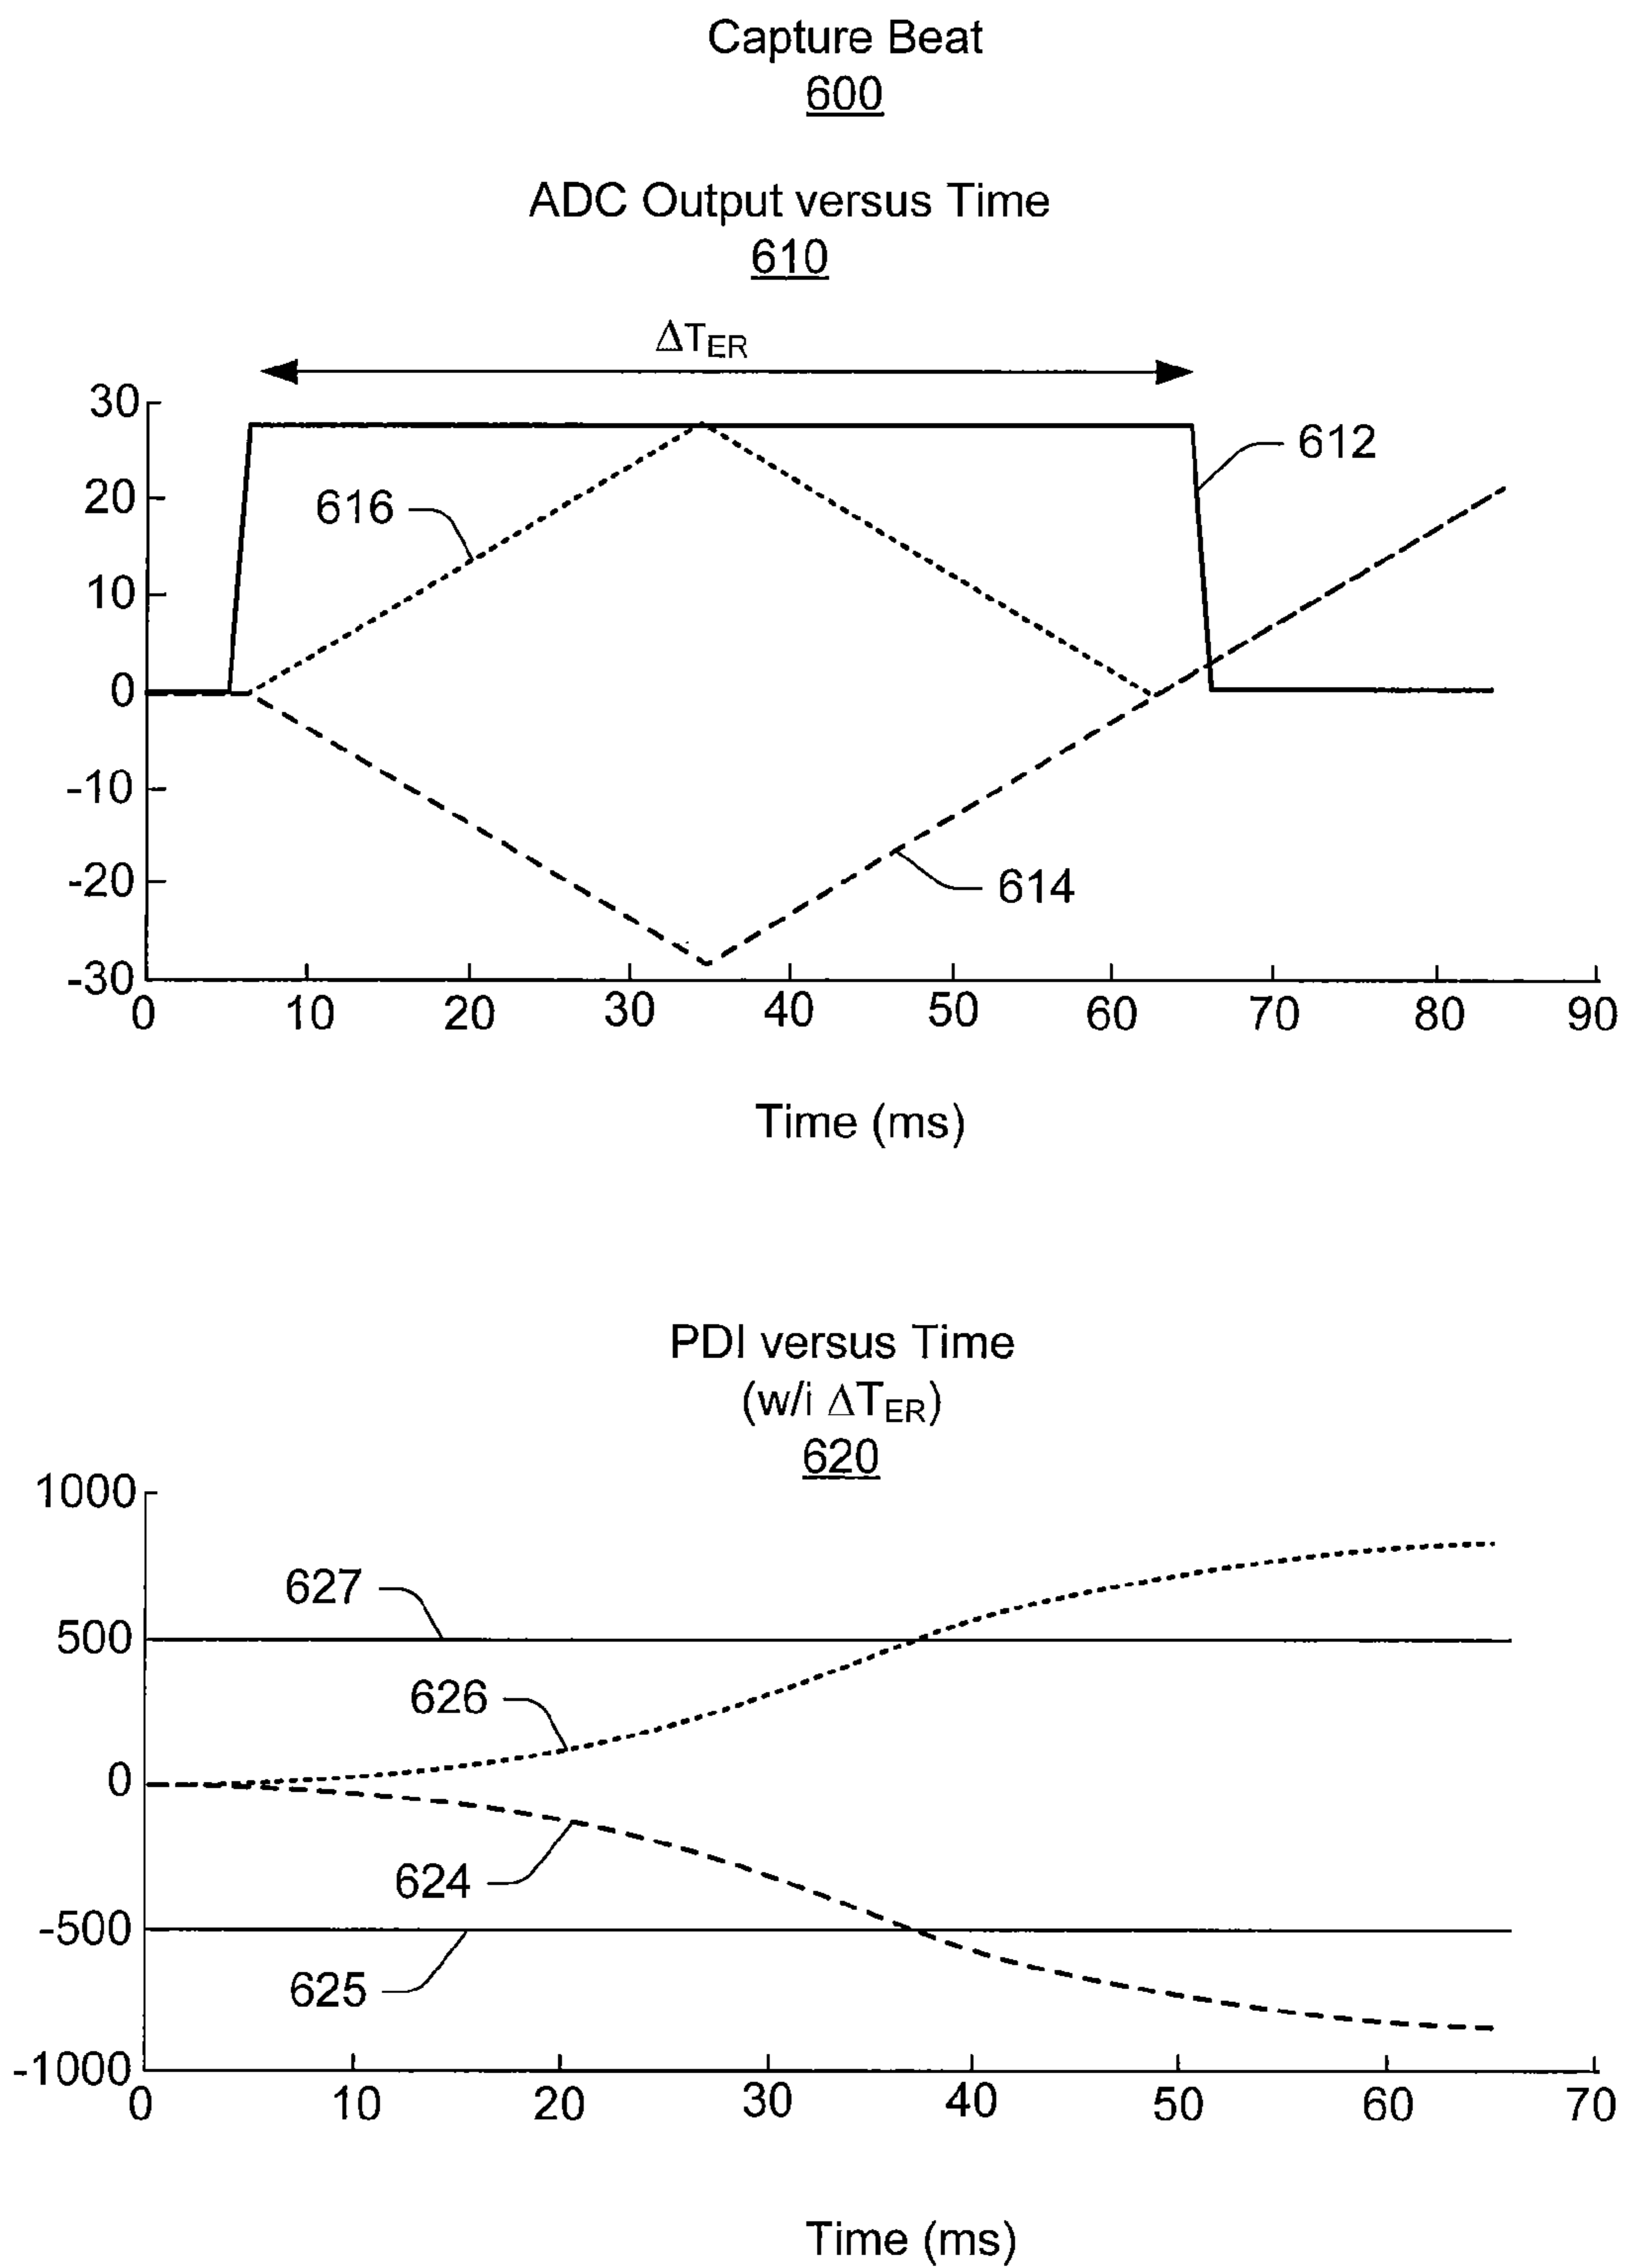 Capture Beat
600
ADC Output versus Time
610
ΔTER
30
20
10
0
-10
-20
-30
612
616
614
0 10 20 30 40 50 60 70 80 90
Time (ms)
PDI versus Time
(w/i ΔTER)
620
1000
500
0
-500
-1000
627
626
624
625
0 10 20 30 40 50 60 70
Time (ms)